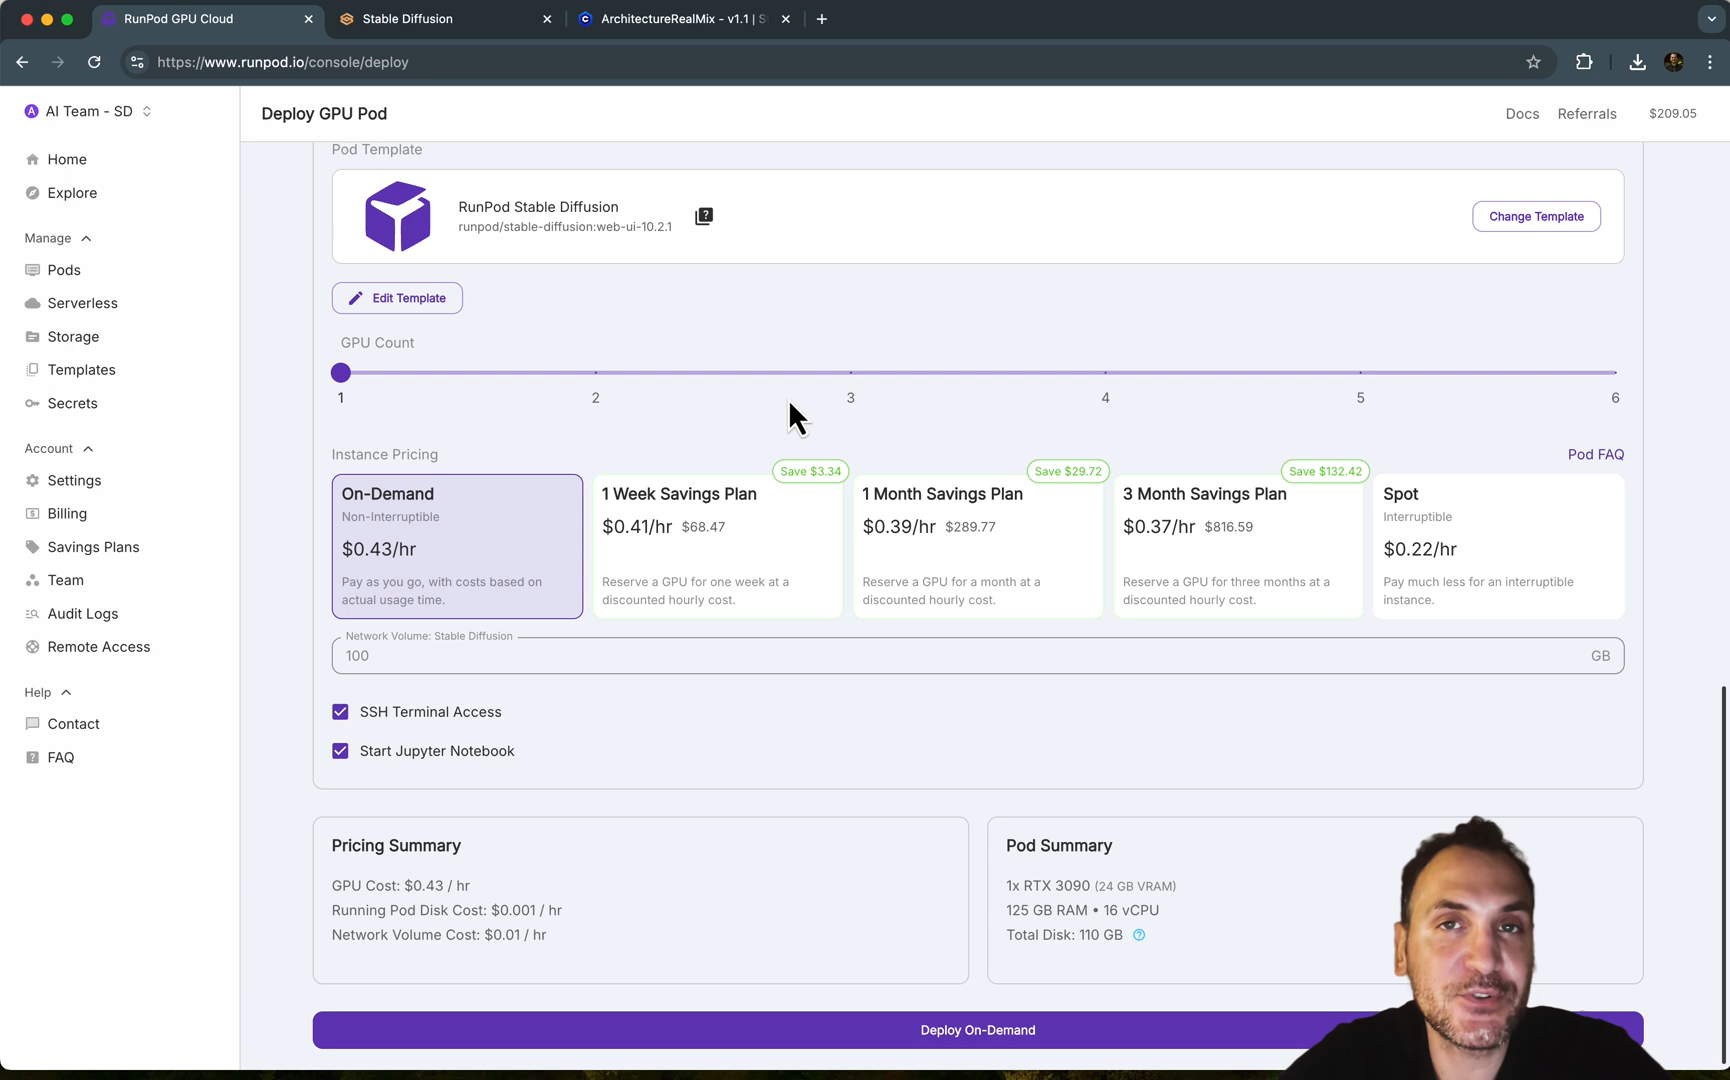 RunPod GPU Cloud
Stable Diffusion
ArchitectureRealMix - v1.1 | S
https://www.runpod.io/console/deploy
A AI Team - SD
Deploy GPU Pod
Docs
Referrals
$209.05
Home
Explore
Manage
Pods
Serverless
Storage
Templates
Secrets
Account
Settings
Billing
Savings Plans
Team
Audit Logs
Remote Access
Help
Contact
FAQ
Pod Template
RunPod Stable Diffusion
runpod/stable-diffusion:web-ui-10.2.1
Change Template
Edit Template
GPU Count
1 2 3 4 5 6
Instance Pricing
Pod FAQ
On-Demand
Non-Interruptible
$0.43/hr
Pay as you go, with costs based on
actual usage time.
Save $3.34
1 Week Savings Plan
$0.41/hr $68.47
Reserve a GPU for one week at a
discounted hourly cost.
Save $29.72
1 Month Savings Plan
$0.39/hr $289.77
Reserve a GPU for a month at a
discounted hourly cost.
Save $132.42
3 Month Savings Plan
$0.37/hr $816.59
Reserve a GPU for three months at a
discounted hourly cost.
Spot
Interruptible
$0.22/hr
Pay much less for an interruptible
instance.
Network Volume: Stable Diffusion
100 GB
SSH Terminal Access
Start Jupyter Notebook
Pricing Summary
GPU Cost: $0.43 / hr
Running Pod Disk Cost: $0.001 / hr
Network Volume Cost: $0.01 / hr
Pod Summary
1x RTX 3090 (24 GB VRAM)
125 GB RAM • 16 vCPU
Total Disk: 110 GB
Deploy On-Demand